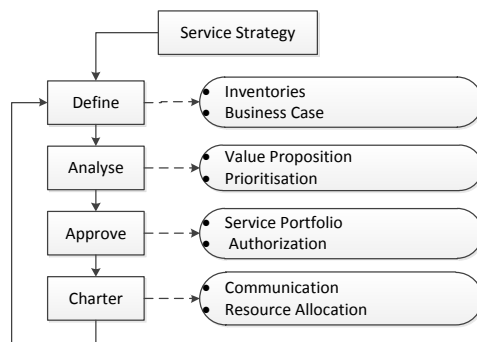 Service Strategy
Define
• Inventories
• Business Case
Analyse
• Value Proposition
• Prioritisation
Approve
• Service Portfolio
• Authorization
Charter
• Communication
• Resource Allocation